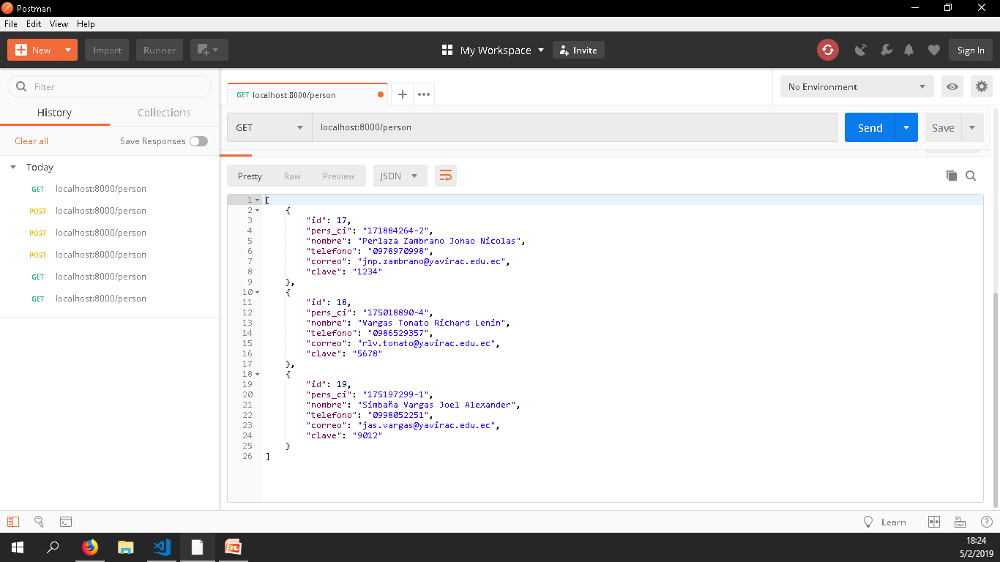 Postman
File Edit View Help
New Import Runner My Workspace Invite Sign In
Filter
History Collections
Clear all Save Responses
Today
GET localhost:8000/person
POST localhost:8000/person
POST localhost:8000/person
POST localhost:8000/person
GET localhost:8000/person
GET localhost:8000/person
GET localhost:8000/person
No Environment
GET localhost:8000/person Send Save
Pretty Raw Preview JSON
1 [
2 {
3 "id": 17,
4 "pers_ci": "171884264-2",
5 "nombre": "Perlaza Zambrano Johao Nicolas",
6 "telefono": "0978970998",
7 "correo": "jnp.zambrano@yavirac.edu.ec",
8 "clave": "1234"
9 },
10 {
11 "id": 18,
12 "pers_ci": "175018890-4",
13 "nombre": "Vargas Tonato Richard Lenin",
14 "telefono": "0986529357",
15 "correo": "rlv.tonato@yavirac.edu.ec",
16 "clave": "5678"
17 },
18 {
19 "id": 19,
20 "pers_ci": "175197299-1",
21 "nombre": "Simbaña Vargas Joel Alexander",
22 "telefono": "0998052251",
23 "correo": "jas.vargas@yavirac.edu.ec",
24 "clave": "9012"
25 }
26 ]
Learn
18:24
5/2/2019